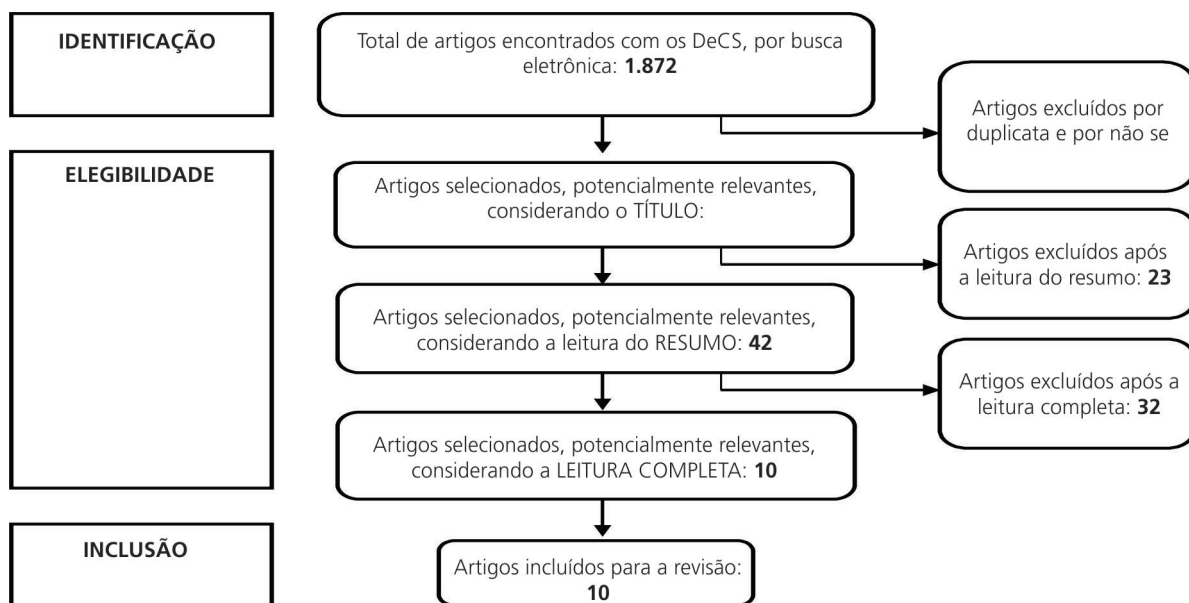 IDENTIFICAÇÃO
Total de artigos encontrados com os DeCS, por busca
eletrônica: 1.872
Artigos excluídos por
duplicata e por não se
ELEGIBILIDADE
Artigos selecionados, potencialmente relevantes,
considerando o TÍTULO:
Artigos excluídos após
a leitura do resumo: 23
Artigos selecionados, potencialmente relevantes,
considerando a leitura do RESUMO: 42
Artigos excluídos após a
leitura completa: 32
Artigos selecionados, potencialmente relevantes,
considerando a LEITURA COMPLETA: 10
INCLUSÃO
Artigos incluídos para a revisão:
10